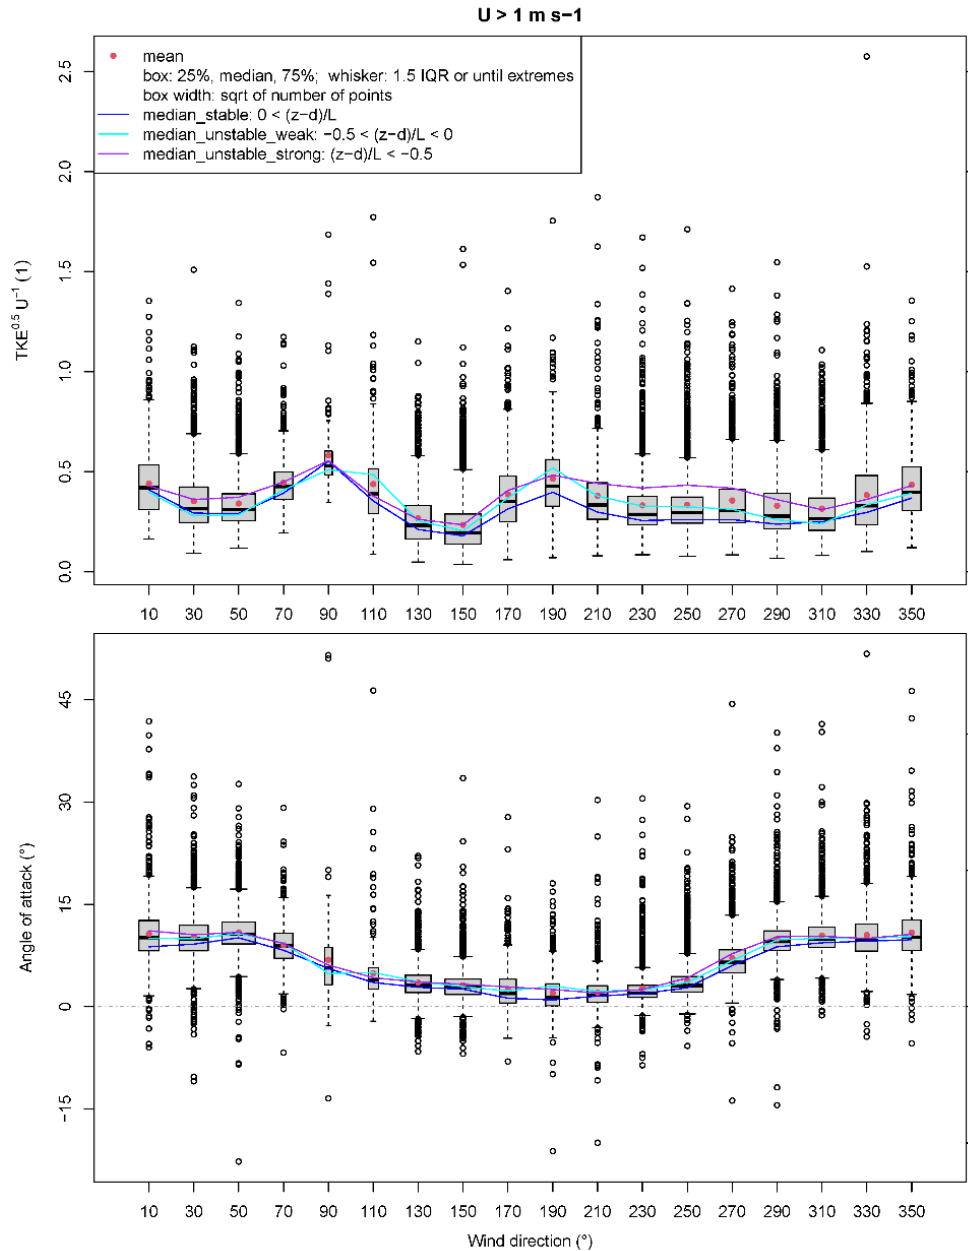 U > 1 m s−1
mean
box: 25%, median, 75%; whisker: 1.5 IQR or until extremes
box width: sqrt of number of points
median_stable: 0 < (z−d)/L
median_unstable_weak: −0.5 < (z−d)/L < 0
median_unstable_strong: (z−d)/L < −0.5
TKE^0.5 U^−1 (1)
2.5
2.0
1.5
1.0
0.5
0.0
10 30 50 70 90 110 130 150 170 190 210 230 250 270 290 310 330 350
Angle of attack (°)
45
30
15
0
−15
10 30 50 70 90 110 130 150 170 190 210 230 250 270 290 310 330 350
Wind direction (°)